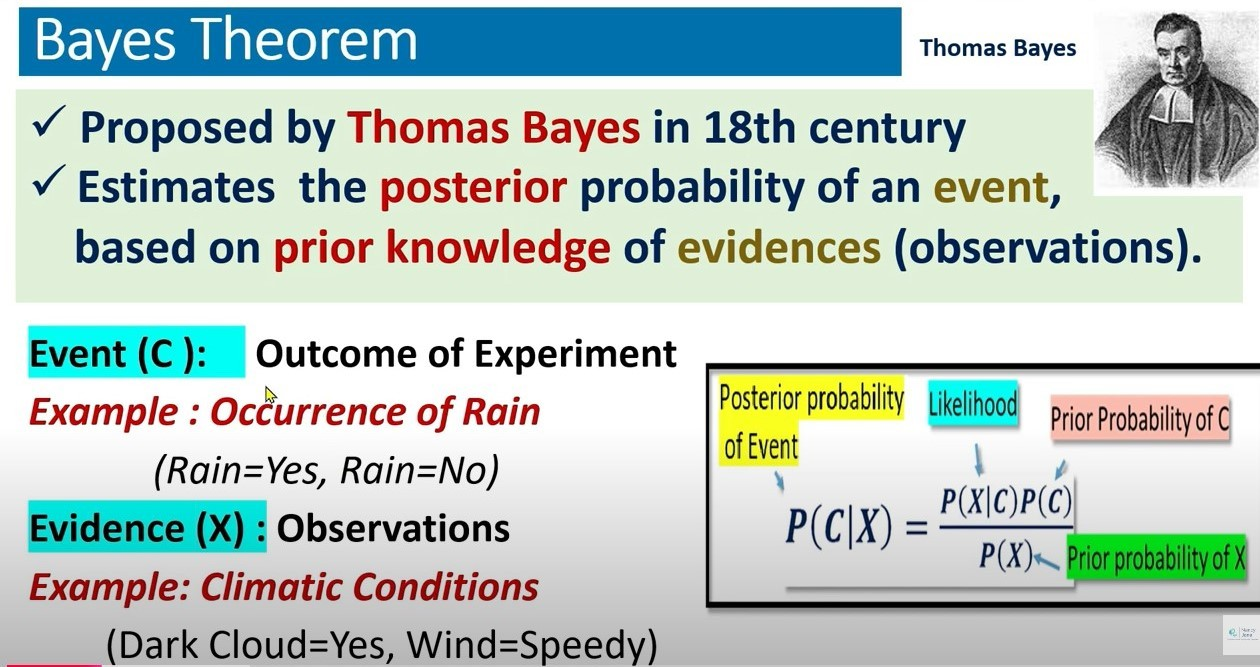 Bayes Theorem
Thomas Bayes
✓ Proposed by Thomas Bayes in 18th century
✓ Estimates the posterior probability of an event,
based on prior knowledge of evidences (observations).
Event (C ): Outcome of Experiment
Example : Occurrence of Rain
(Rain=Yes, Rain=No)
Evidence (X) : Observations
Example: Climatic Conditions
(Dark Cloud=Yes, Wind=Speedy)
Posterior probability
of Event
Likelihood
Prior Probability of C
P(C|X) = P(X|C)P(C)
P(X)
Prior probability of X